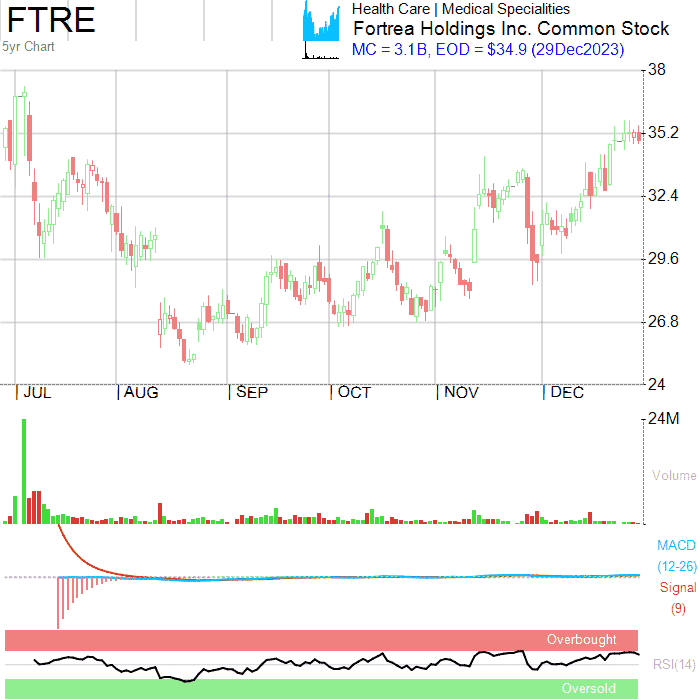 FTRE
5yr Chart
Health Care | Medical Specialities
Fortrea Holdings Inc. Common Stock
MC = 3.1B, EOD = $34.9 (29Dec2023)
38
35.2
32.4
29.6
26.8
24
JUL
AUG
SEP
OCT
NOV
DEC
24M
Volume
MACD
(12-26)
Signal
(9)
Overbought
RSI(14)
Oversold